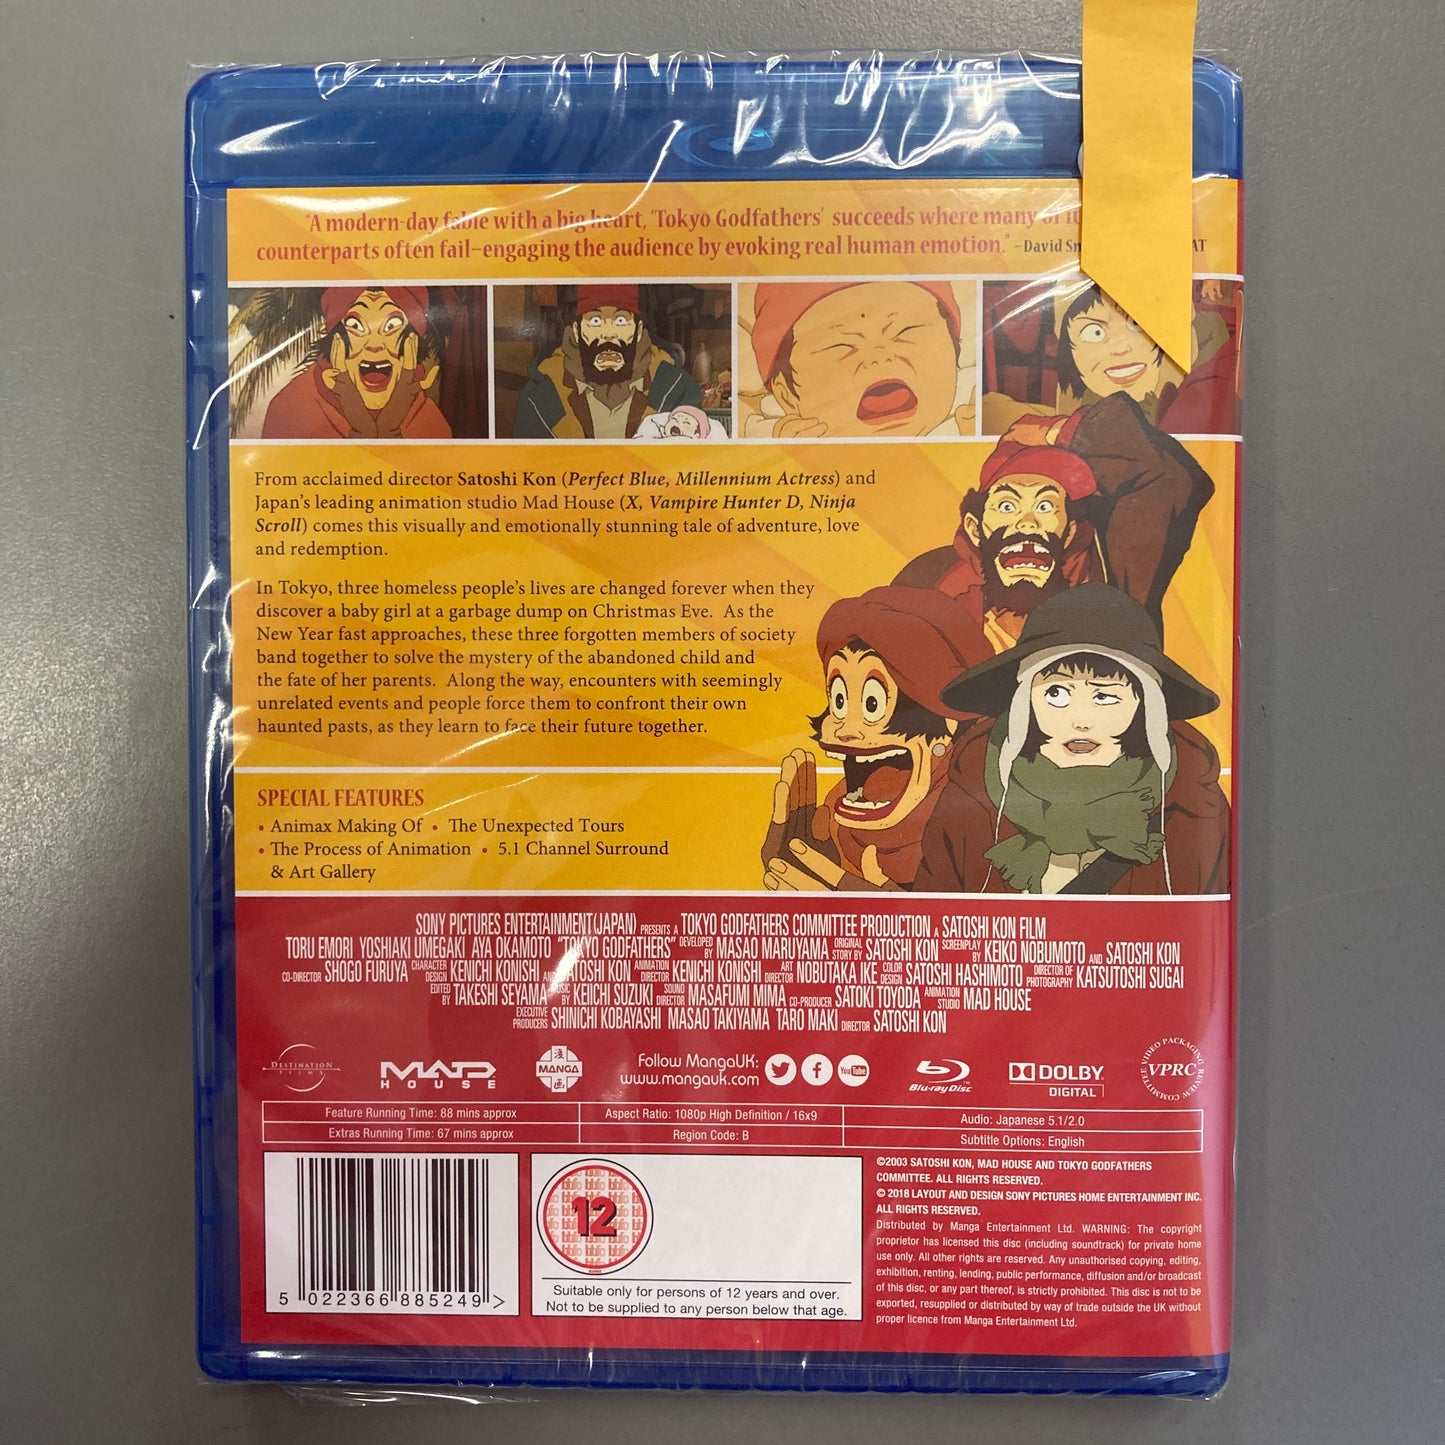 "A modern-day fable with a big heart, 'Tokyo Godfathers' succeeds where many of
counterparts often fail–engaging the audience by evoking real human emotion." –David
From acclaimed director Satoshi Kon (Perfect Blue, Millennium Actress) and
Japan's leading animation studio Mad House (X, Vampire Hunter D, Ninja
Scroll) comes this visually and emotionally stunning tale of adventure, love
and redemption.
In Tokyo, three homeless people's lives are changed forever when they
discover a baby girl at a garbage dump on Christmas Eve. As the
New Year fast approaches, these three forgotten members of society
band together to solve the mystery of the abandoned child and
the fate of her parents. Along the way, encounters with seemingly
unrelated events and people force them to confront their own
haunted pasts, as they learn to face their future together.
SPECIAL FEATURES
• Animax Making Of • The Unexpected Tours
• The Process of Animation • 5.1 Channel Surround
& Art Gallery
SONY PICTURES ENTERTAINMENT(JAPAN) PRESENTS A TOKYO GODFATHERS COMMITTEE PRODUCTION A SATOSHI KON FILM
TORU EMORI YOSHIAKI UMEGAKI AYA OKAMOTO "TOKYO GODFATHERS" DEVELOPED BY MASAO MARUYAMA ORIGINAL STORY BY SATOSHI KON SCREENPLAY BY KEIKO NOBUMOTO AND SATOSHI KON
CO-DIRECTOR SHOGO FURUYA CHARACTER DESIGN KENICHI KONISHI AND SATOSHI KON ANIMATION DIRECTOR KENICHI KONISHI ART DIRECTOR NOBUTAKA IKE COLOR DESIGN SATOSHI HASHIMOTO DIRECTOR OF PHOTOGRAPHY KATSUTOSHI SUGAI
EDITED BY TAKESHI SEYAMA MUSIC BY KEIICHI SUZUKI SOUND DIRECTOR MASAFUMI MIMA CO-PRODUCER SATOKI TOYODA ANIMATION STUDIO MAD HOUSE
EXECUTIVE PRODUCERS SHINICHI KOBAYASHI MASAO TAKIYAMA TARO MAKI DIRECTOR SATOSHI KON
DESTINATION FILMS
MAD HOUSE
漫 MANGA 画
Follow MangaUK:
www.mangauk.com
You Tube
Blu-ray Disc™
DOLBY DIGITAL
VIDEO PACKAGING REVIEW COMMITTEE VPRC
Feature Running Time: 88 mins approx
Extras Running Time: 67 mins approx
Aspect Ratio: 1080p High Definition / 16x9
Region Code: B
Audio: Japanese 5.1/2.0
Subtitle Options: English
5 022366 885249 >
12
Suitable only for persons of 12 years and over.
Not to be supplied to any person below that age.
©2003 SATOSHI KON, MAD HOUSE AND TOKYO GODFATHERS
COMMITTEE. ALL RIGHTS RESERVED.
© 2018 LAYOUT AND DESIGN SONY PICTURES HOME ENTERTAINMENT INC.
ALL RIGHTS RESERVED.
Distributed by Manga Entertainment Ltd. WARNING: The copyright
proprietor has licensed this disc (including soundtrack) for private home
use only. All other rights are reserved. Any unauthorised copying, editing,
exhibition, renting, lending, public performance, diffusion and/or broadcast
of this disc, or any part thereof, is strictly prohibited. This disc is not to be
exported, resupplied or distributed by way of trade outside the UK without
proper licence from Manga Entertainment Ltd.